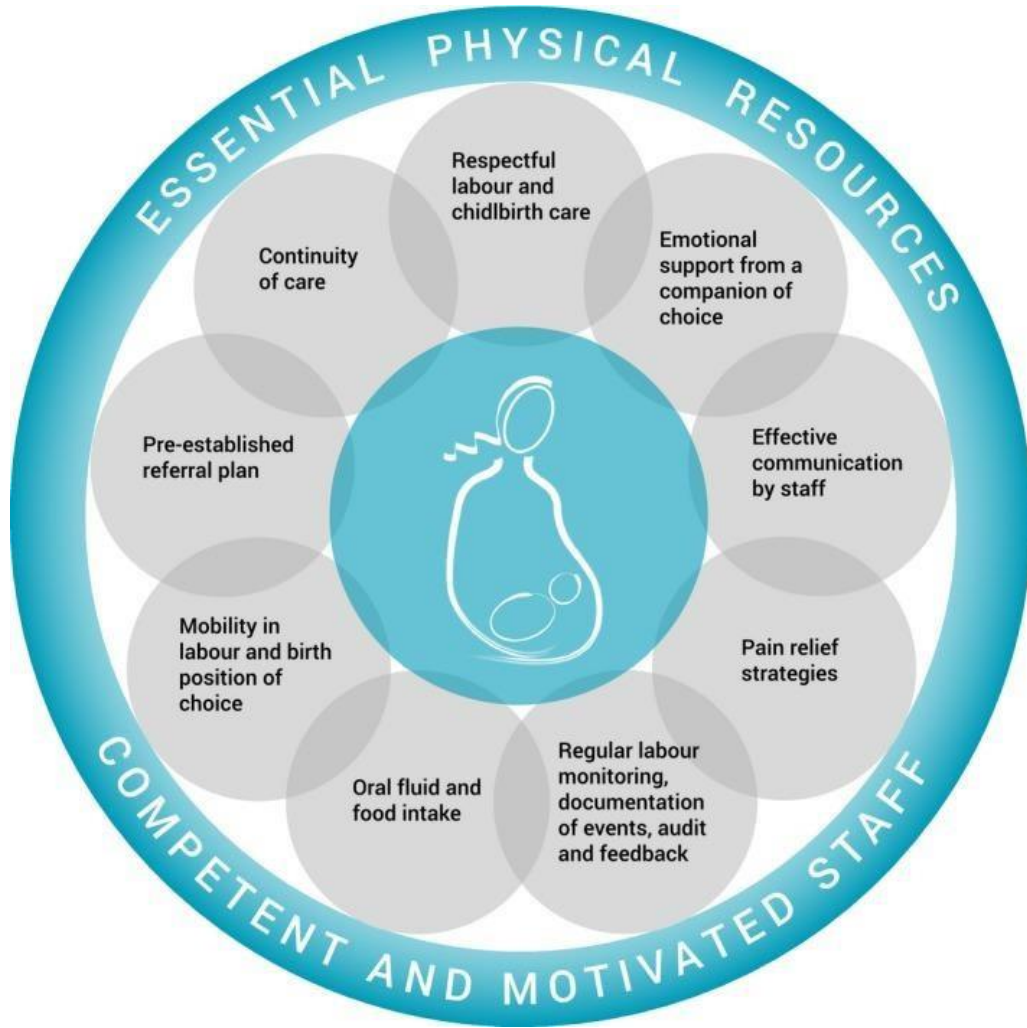 ESSENTIAL PHYSICAL RESOURCES
Respectful
labour and
chidlbirth care
Emotional
support from a
companion of
choice
Effective
communication
by staff
Pain relief
strategies
Regular labour
monitoring,
documentation
of events, audit
and feedback
Oral fluid and
food intake
Mobility in
labour and birth
position of
choice
Pre-established
referral plan
Continuity
of care
COMPETENT AND MOTIVATED STAFF